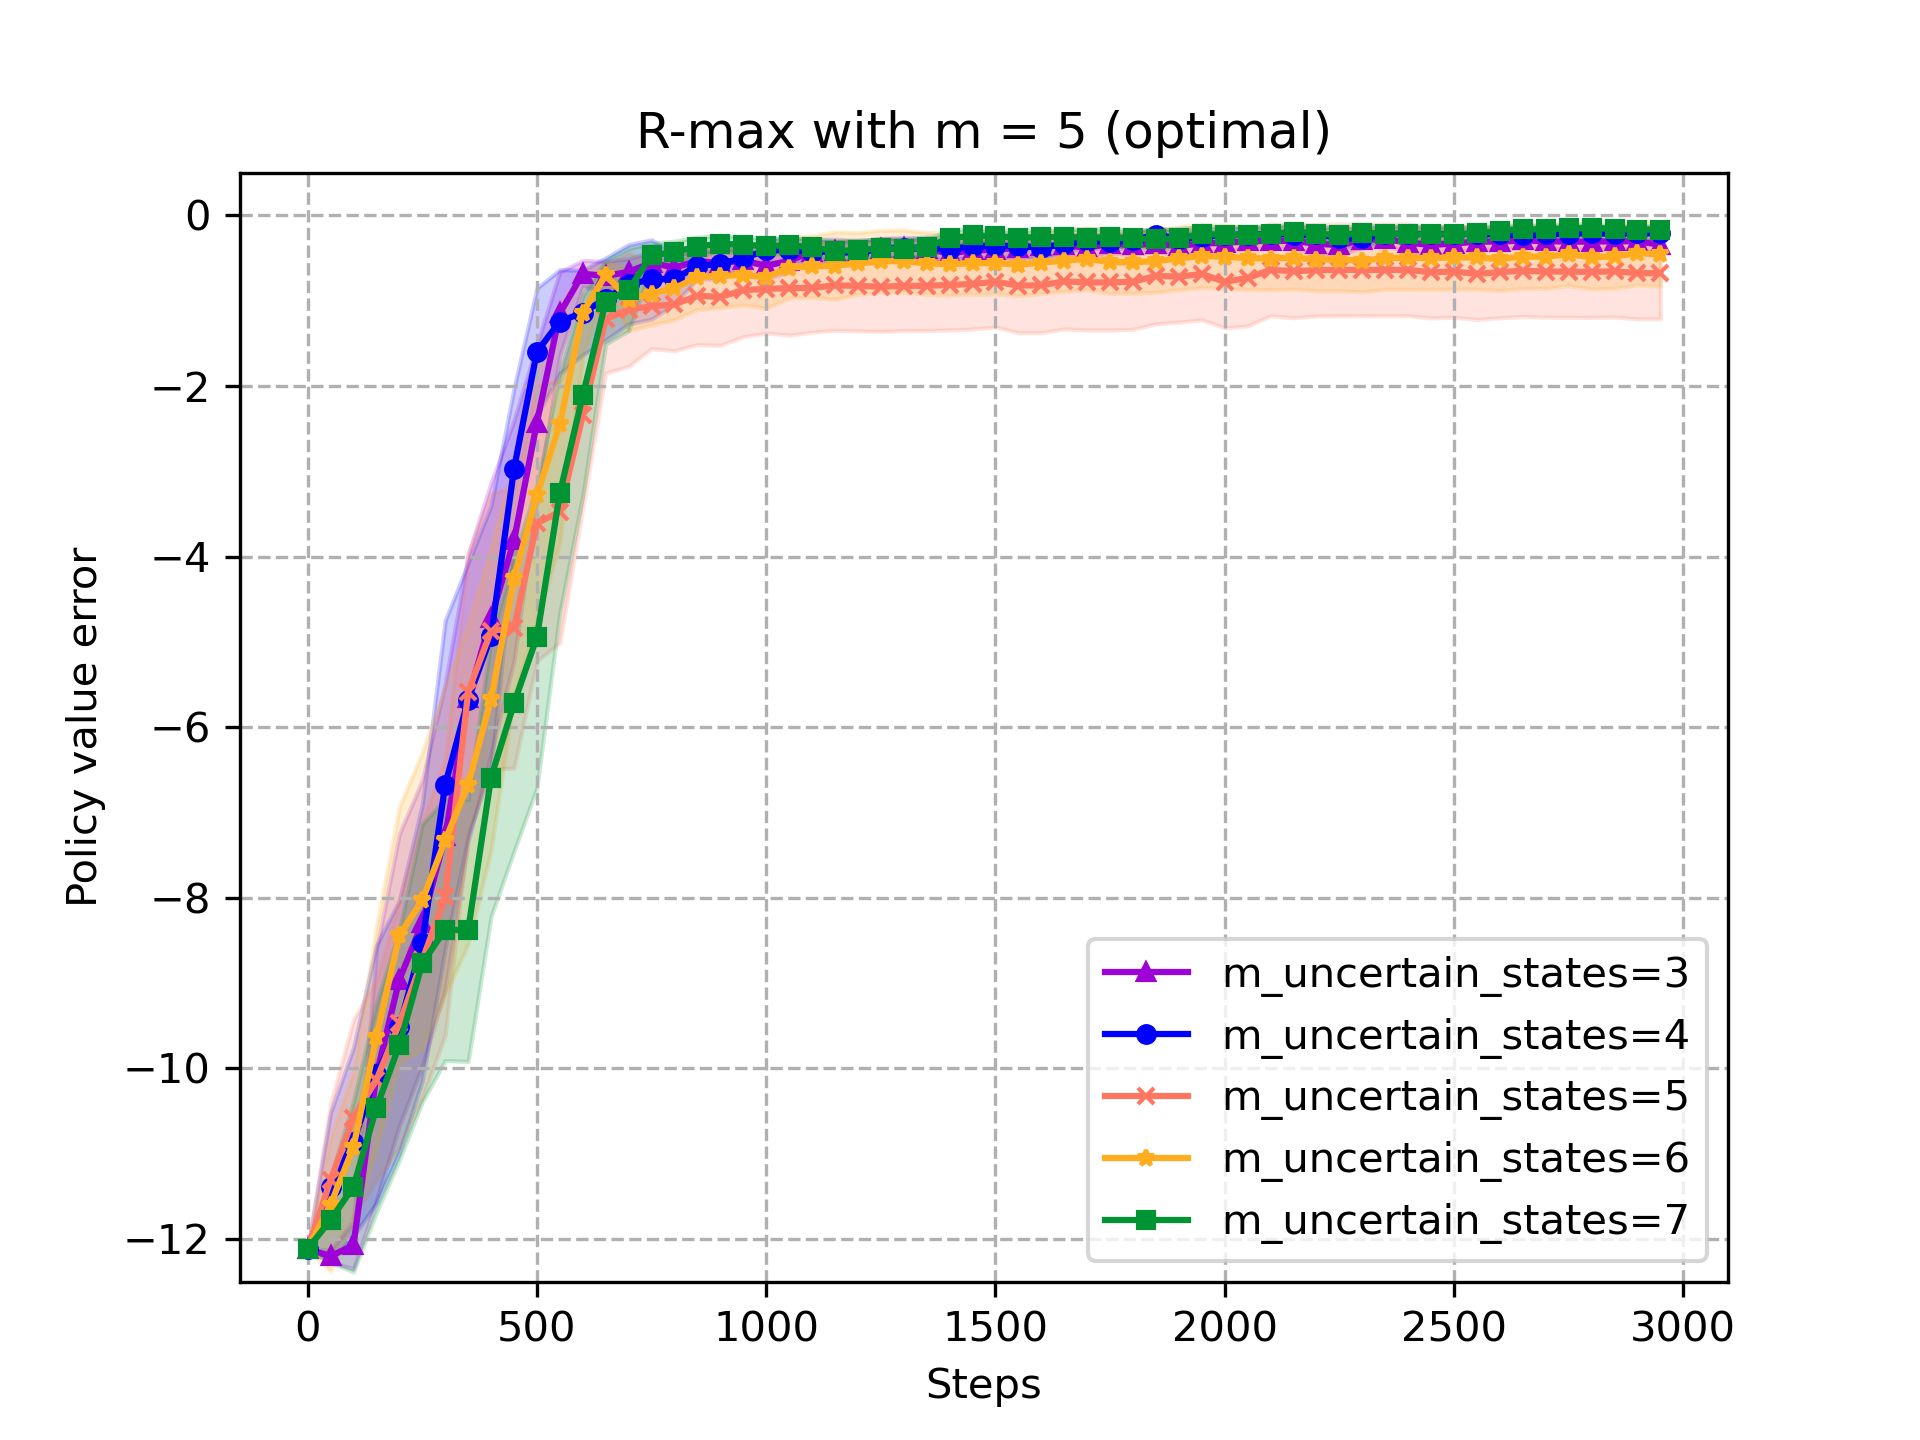 R-max with m = 5 (optimal)
0
−2
−4
−6
−8
−10
−12
Policy value error
m_uncertain_states=3
m_uncertain_states=4
m_uncertain_states=5
m_uncertain_states=6
m_uncertain_states=7
0 500 1000 1500 2000 2500 3000
Steps